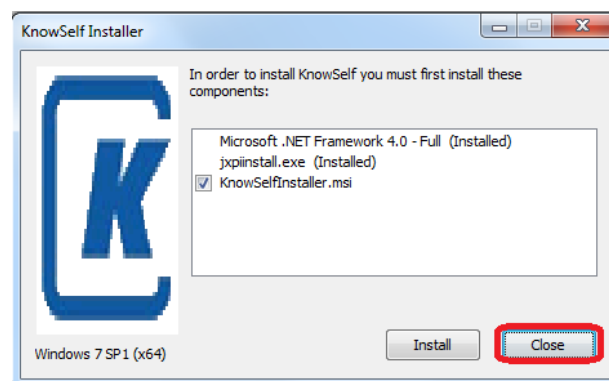 KnowSelf Installer
In order to install KnowSelf you must first install these
components:
Microsoft .NET Framework 4.0 - Full (Installed)
jxpiinstall.exe (Installed)
KnowSelfInstaller.msi
K
Windows 7 SP1 (x64)
Install
Close